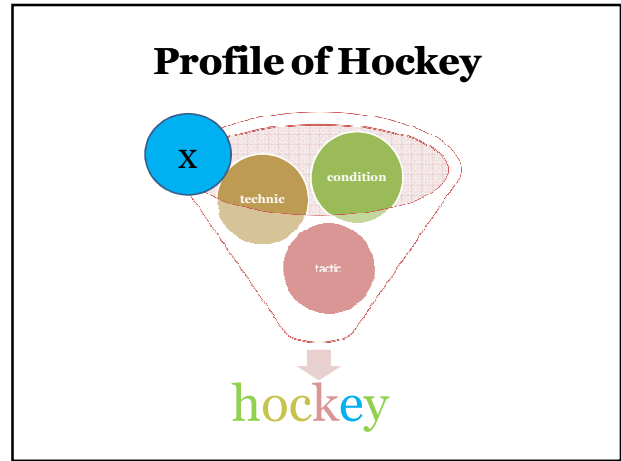 Profile of Hockey
X
condition
technic
tactic
hockey